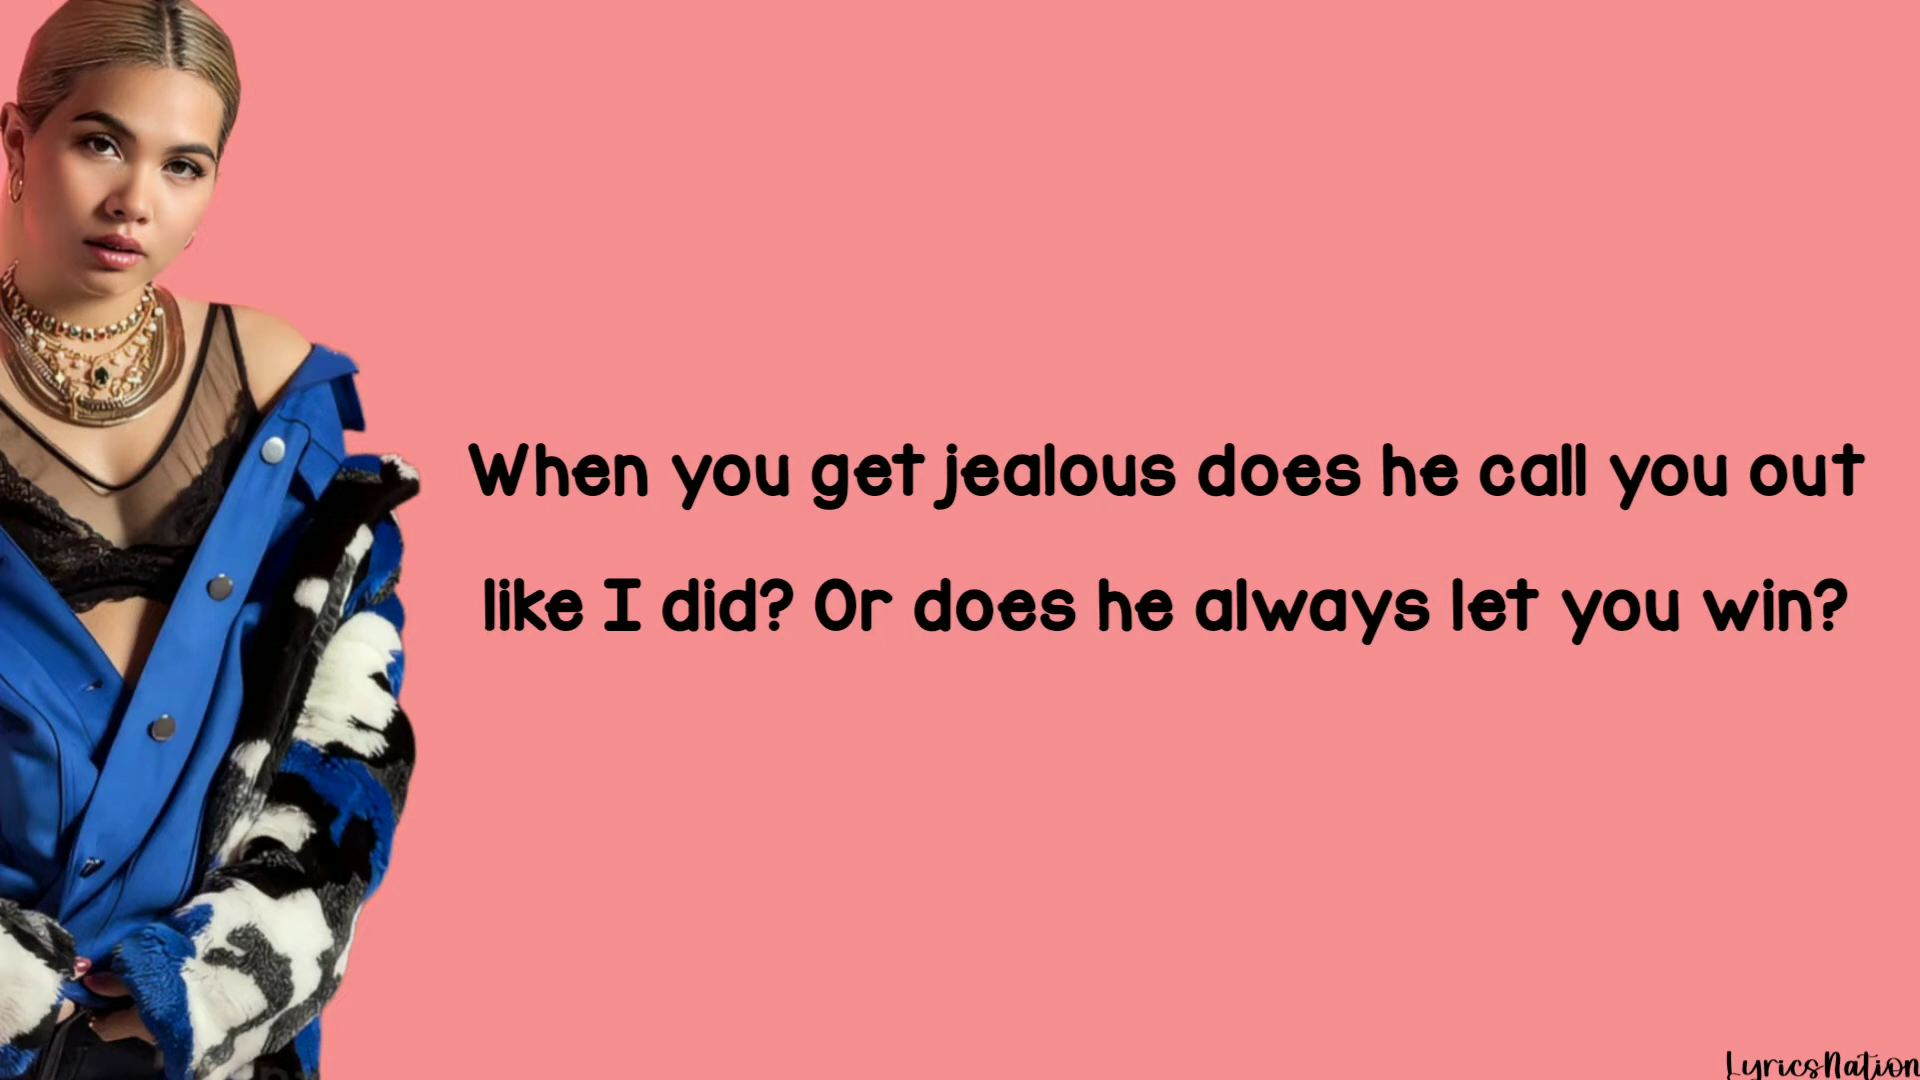 When you get jealous does he call you out
like I did? Or does he always let you win?
LyricsNation